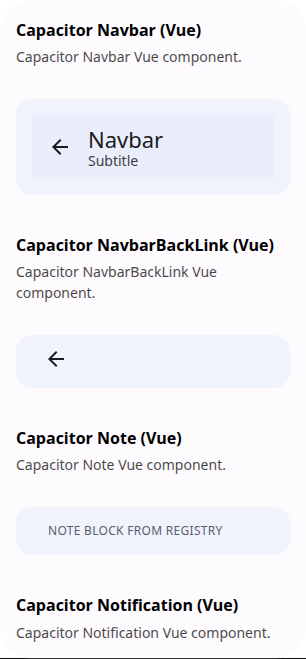 Capacitor Navbar (Vue)
Capacitor Navbar Vue component.
Navbar
Subtitle
Capacitor NavbarBackLink (Vue)
Capacitor NavbarBackLink Vue
component.
Capacitor Note (Vue)
Capacitor Note Vue component.
NOTE BLOCK FROM REGISTRY
Capacitor Notification (Vue)
Capacitor Notification Vue component.